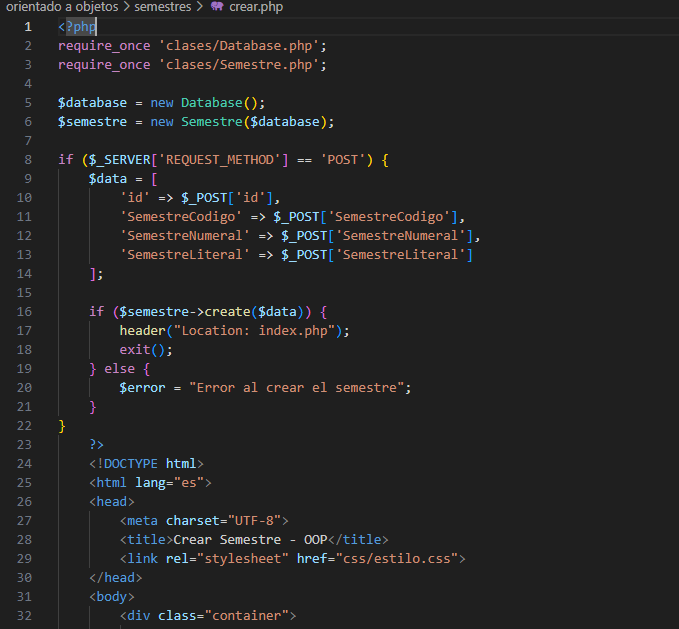 orientado a objetos > semestres > crear.php
1 <?php
2 require_once 'clases/Database.php';
3 require_once 'clases/Semestre.php';
4
5 $database = new Database();
6 $semestre = new Semestre($database);
7
8 if ($_SERVER['REQUEST_METHOD'] == 'POST') {
9     $data = [
10         'id' => $_POST['id'],
11         'SemestreCodigo' => $_POST['SemestreCodigo'],
12         'SemestreNumeral' => $_POST['SemestreNumeral'],
13         'SemestreLiteral' => $_POST['SemestreLiteral']
14     ];
15
16     if ($semestre->create($data)) {
17         header("Location: index.php");
18         exit();
19     } else {
20         $error = "Error al crear el semestre";
21     }
22 }
23     ?>
24     <!DOCTYPE html>
25     <html lang="es">
26     <head>
27         <meta charset="UTF-8">
28         <title>Crear Semestre - OOP</title>
29         <link rel="stylesheet" href="css/estilo.css">
30     </head>
31     <body>
32         <div class="container">